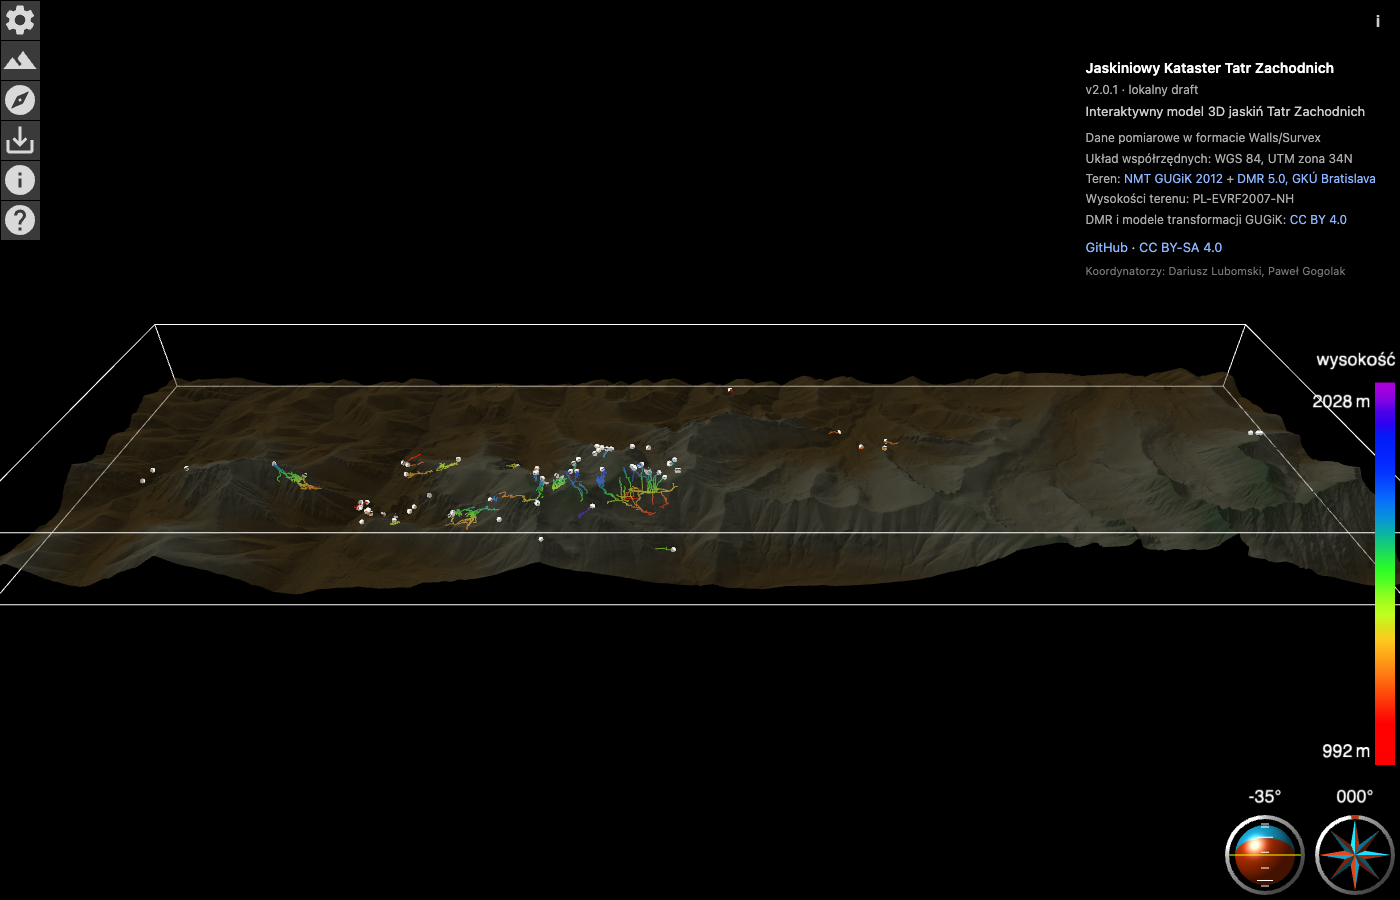 i
Jaskiniowy Kataster Tatr Zachodnich
v2.0.1 · lokalny draft
Interaktywny model 3D jaskiń Tatr Zachodnich
Dane pomiarowe w formacie Walls/Survex
Układ współrzędnych: WGS 84, UTM zona 34N
Teren: NMT GUGiK 2012 + DMR 5.0, GKÚ Bratislava
Wysokości terenu: PL-EVRF2007-NH
DMR i modele transformacji GUGiK: CC BY 4.0
GitHub · CC BY-SA 4.0
Koordynatorzy: Dariusz Lubomski, Paweł Gogolak
wysokość
2028 m
992 m
-35° 000°